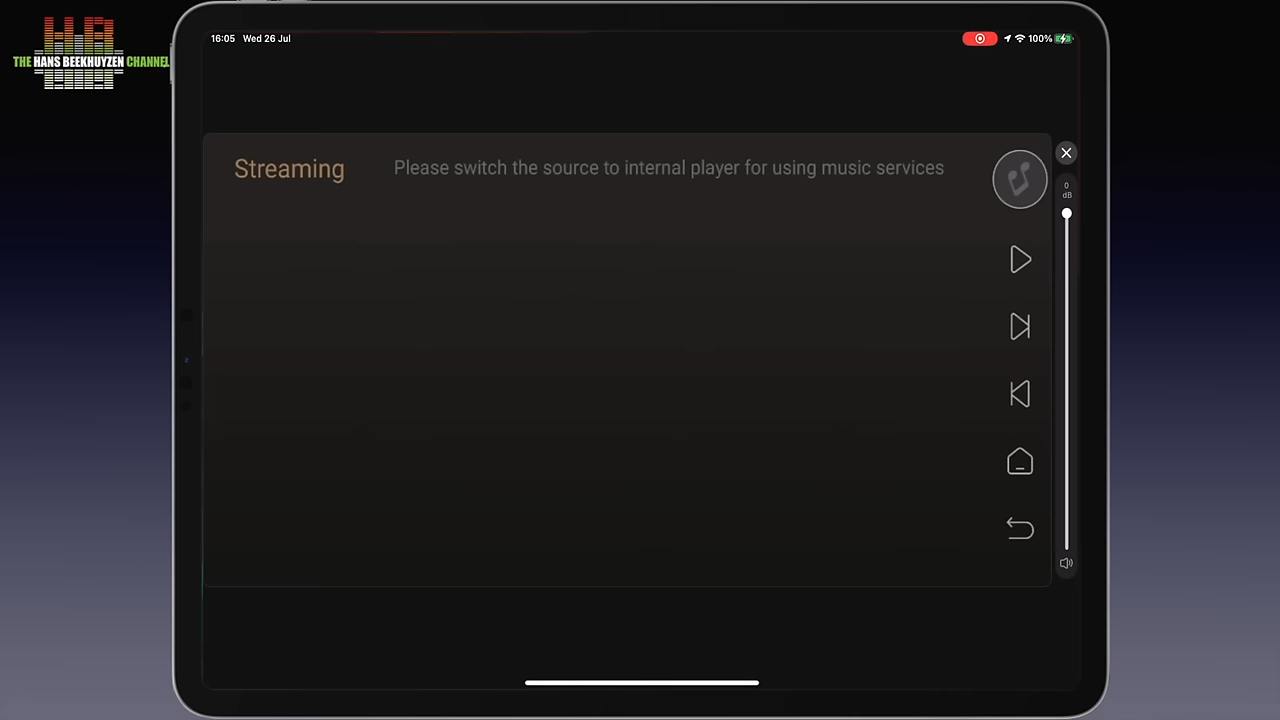 THE HANS BEEKHUYZEN CHANNEL
16:05 Wed 26 Jul
100%
Streaming
Please switch the source to internal player for using music services
0
dB